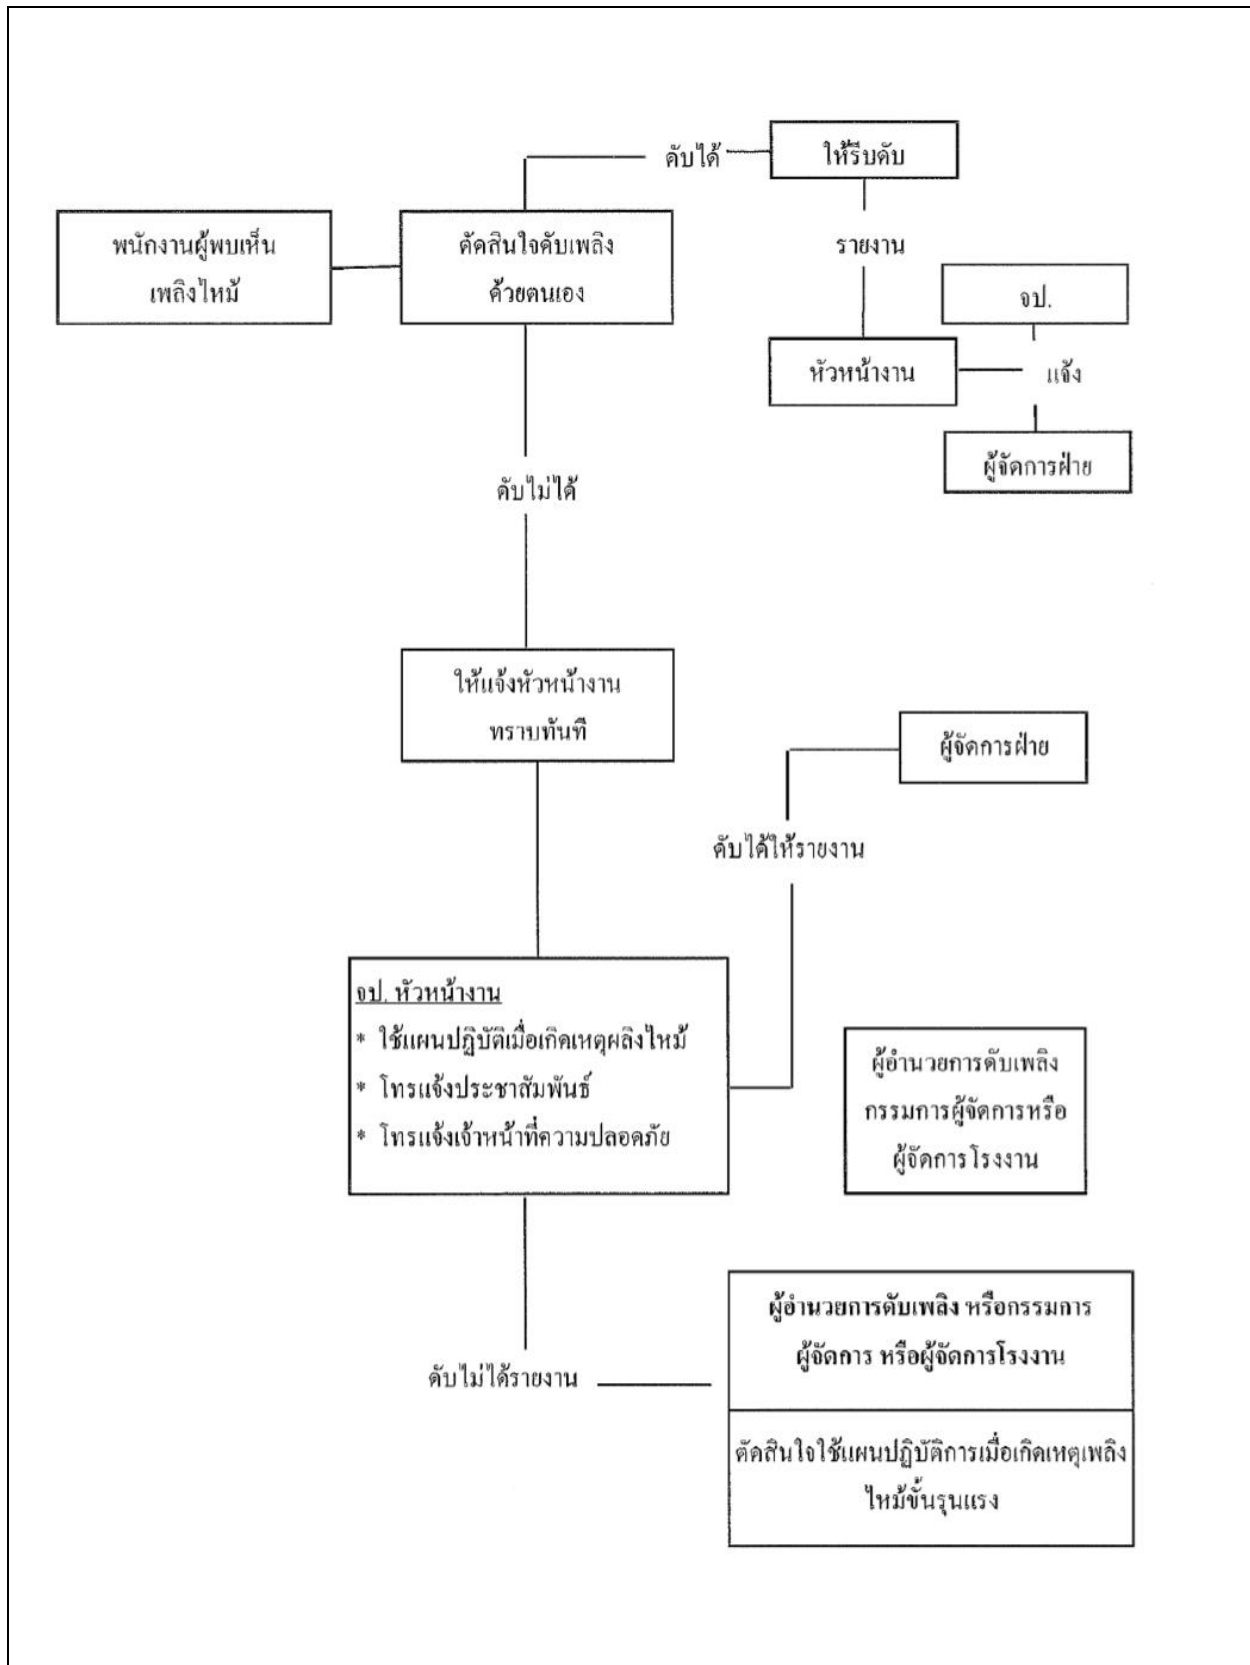 ดับได้
ให้รีบดับ
พนักงานผู้พบเห็น
เพลิงไหม้
ตัดสินใจดับเพลิง
ด้วยตนเอง
รายงาน
จป.
หัวหน้างาน
แจ้ง
ผู้จัดการฝ่าย
ดับไม่ได้
ให้แจ้งหัวหน้างาน
ทราบทันที
ผู้จัดการฝ่าย
ดับได้ให้รายงาน
จป. หัวหน้างาน
* ใช้แผนปฏิบัติเมื่อเกิดเหตุผลิงไหม้
* โทรแจ้งประชาสัมพันธ์
* โทรแจ้งเจ้าหน้าที่ความปลอดภัย
ผู้อำนวยการดับเพลิง
กรรมการผู้จัดการหรือ
ผู้จัดการโรงงาน
ผู้อำนวยการดับเพลิง หรือกรรมการ
ผู้จัดการ หรือผู้จัดการโรงงาน
ดับไม่ได้รายงาน
ตัดสินใจใช้แผนปฏิบัติการเมื่อเกิดเหตุเพลิง
ไหม้ขั้นรุนแรง